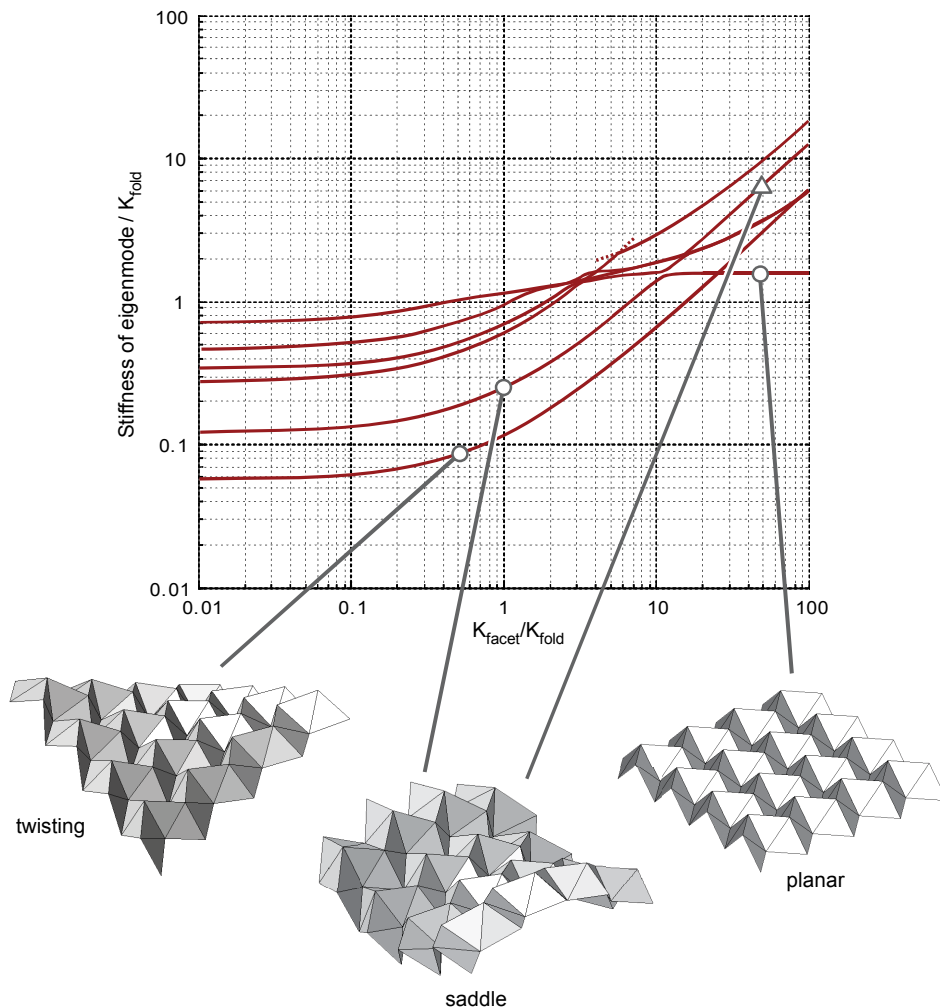 100
10
1
0.1
0.01
Stiffness of eigenmode / K_fold
0.01 0.1 1 10 100
K_facet/K_fold
twisting
planar
saddle